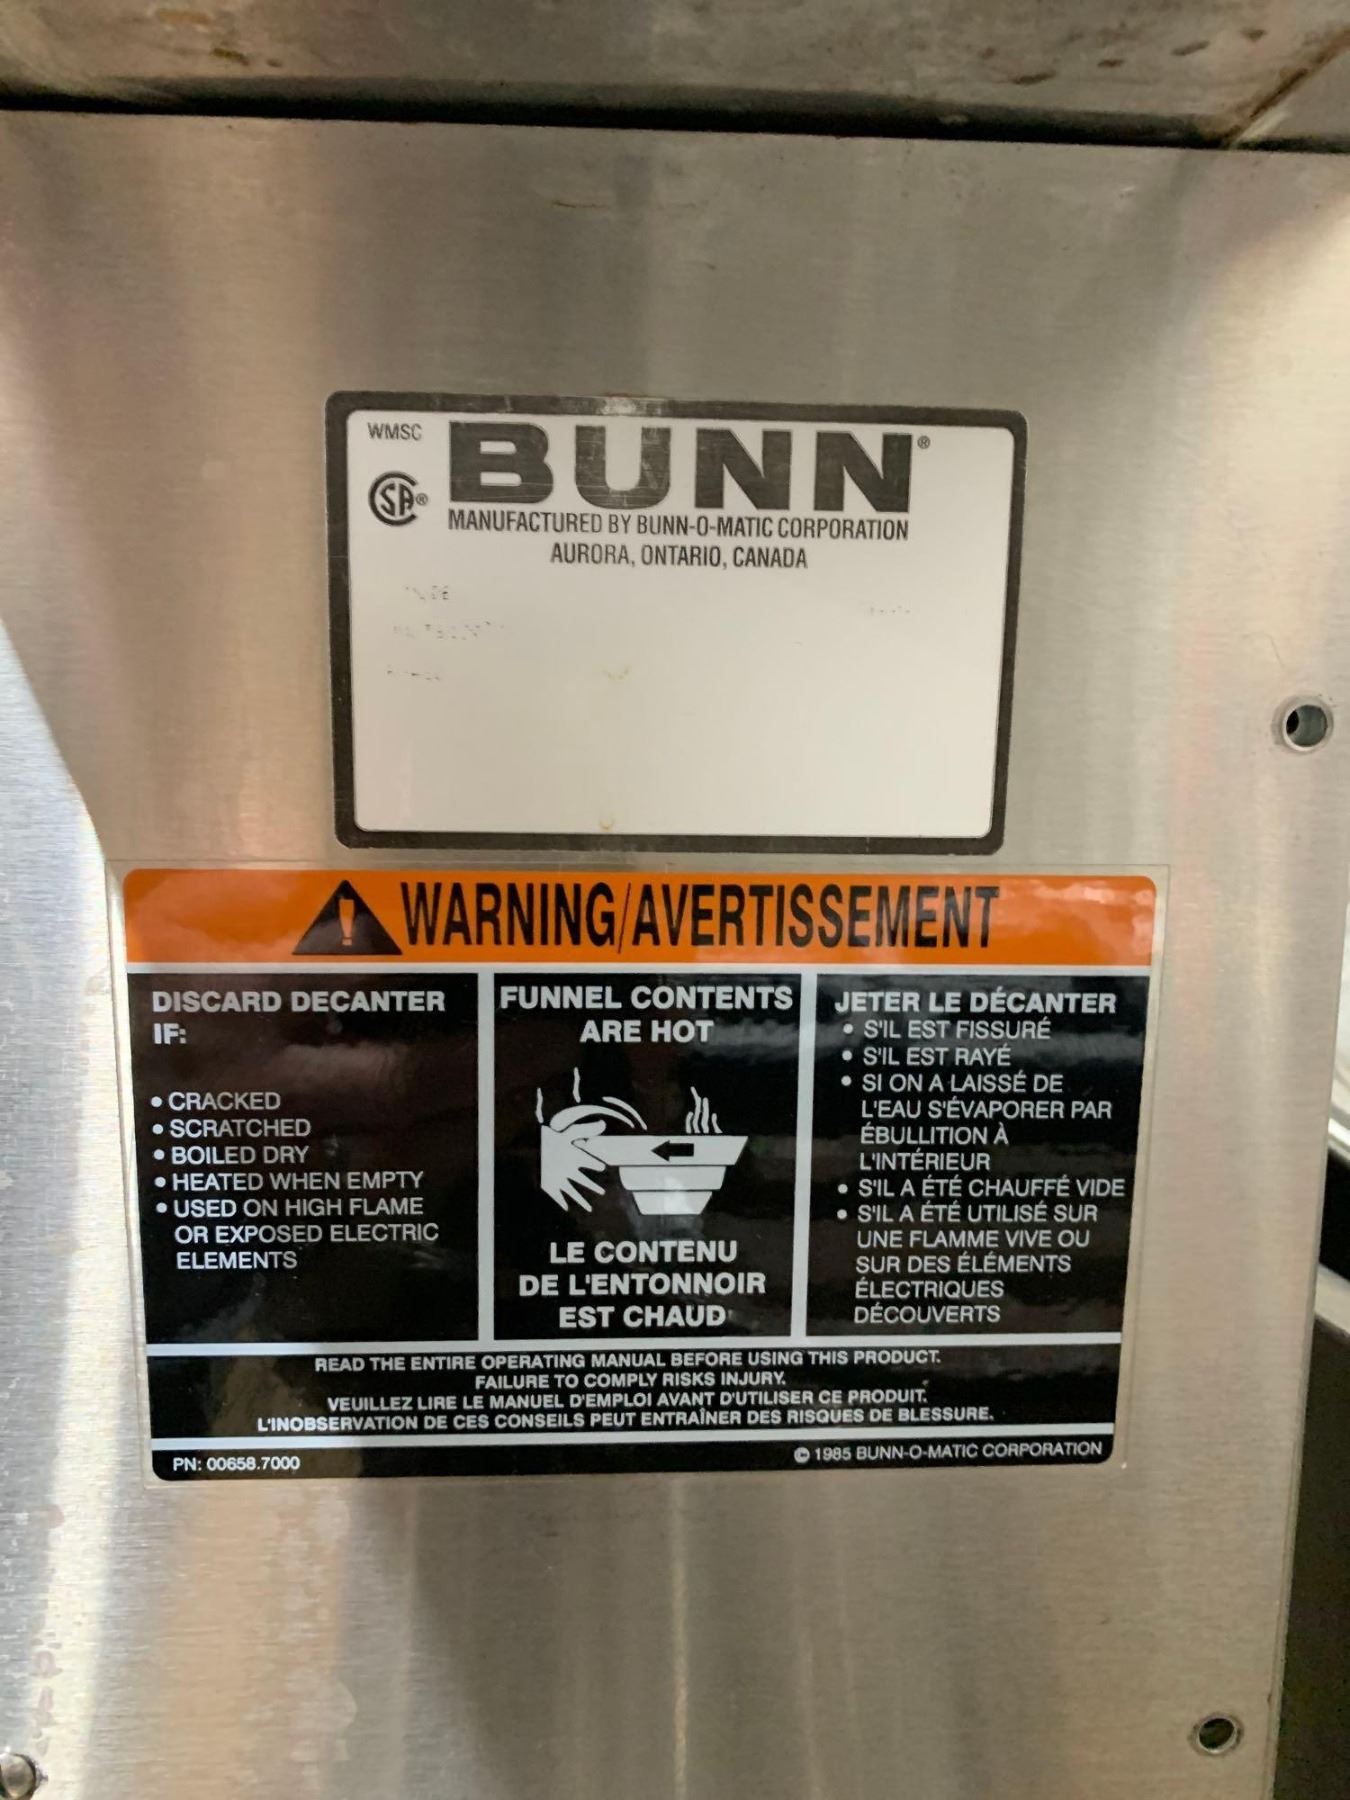 WMSC
BUNN®
SA®
MANUFACTURED BY BUNN-O-MATIC CORPORATION
AURORA, ONTARIO, CANADA
WARNING/AVERTISSEMENT
DISCARD DECANTER
IF:
• CRACKED
• SCRATCHED
• BOILED DRY
• HEATED WHEN EMPTY
• USED ON HIGH FLAME
OR EXPOSED ELECTRIC
ELEMENTS
FUNNEL CONTENTS
ARE HOT
LE CONTENU
DE L'ENTONNOIR
EST CHAUD
JETER LE DÉCANTER
• S'IL EST FISSURÉ
• S'IL EST RAYÉ
• SI ON A LAISSÉ DE
L'EAU S'ÉVAPORER PAR
ÉBULLITION À
L'INTÉRIEUR
• S'IL A ÉTÉ CHAUFFÉ VIDE
• S'IL A ÉTÉ UTILISÉ SUR
UNE FLAMME VIVE OU
SUR DES ÉLÉMENTS
ÉLECTRIQUES
DÉCOUVERTS
READ THE ENTIRE OPERATING MANUAL BEFORE USING THIS PRODUCT.
FAILURE TO COMPLY RISKS INJURY.
VEUILLEZ LIRE LE MANUEL D'EMPLOI AVANT D'UTILISER CE PRODUIT.
L'INOBSERVATION DE CES CONSEILS PEUT ENTRAÎNER DES RISQUES DE BLESSURE.
PN: 00658.7000
© 1985 BUNN-O-MATIC CORPORATION